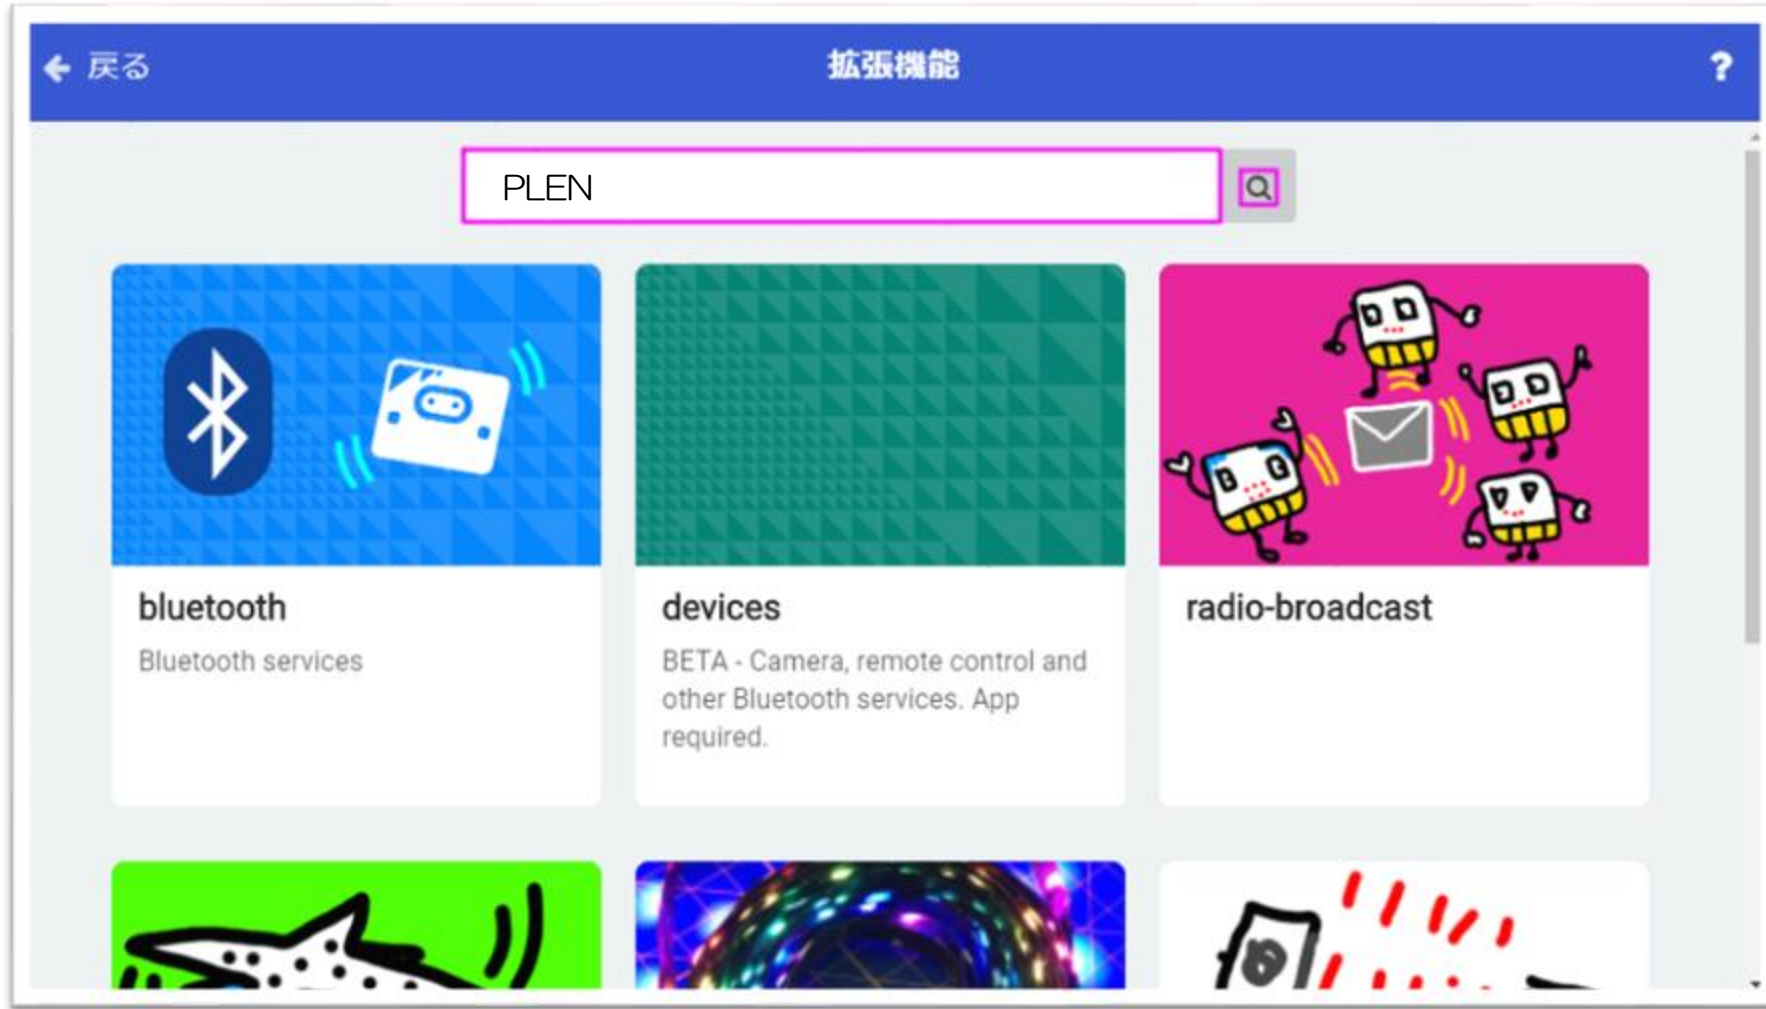 戻る
拡張機能
?
PLEN
bluetooth
Bluetooth services
devices
BETA - Camera, remote control and
other Bluetooth services. App
required.
radio-broadcast